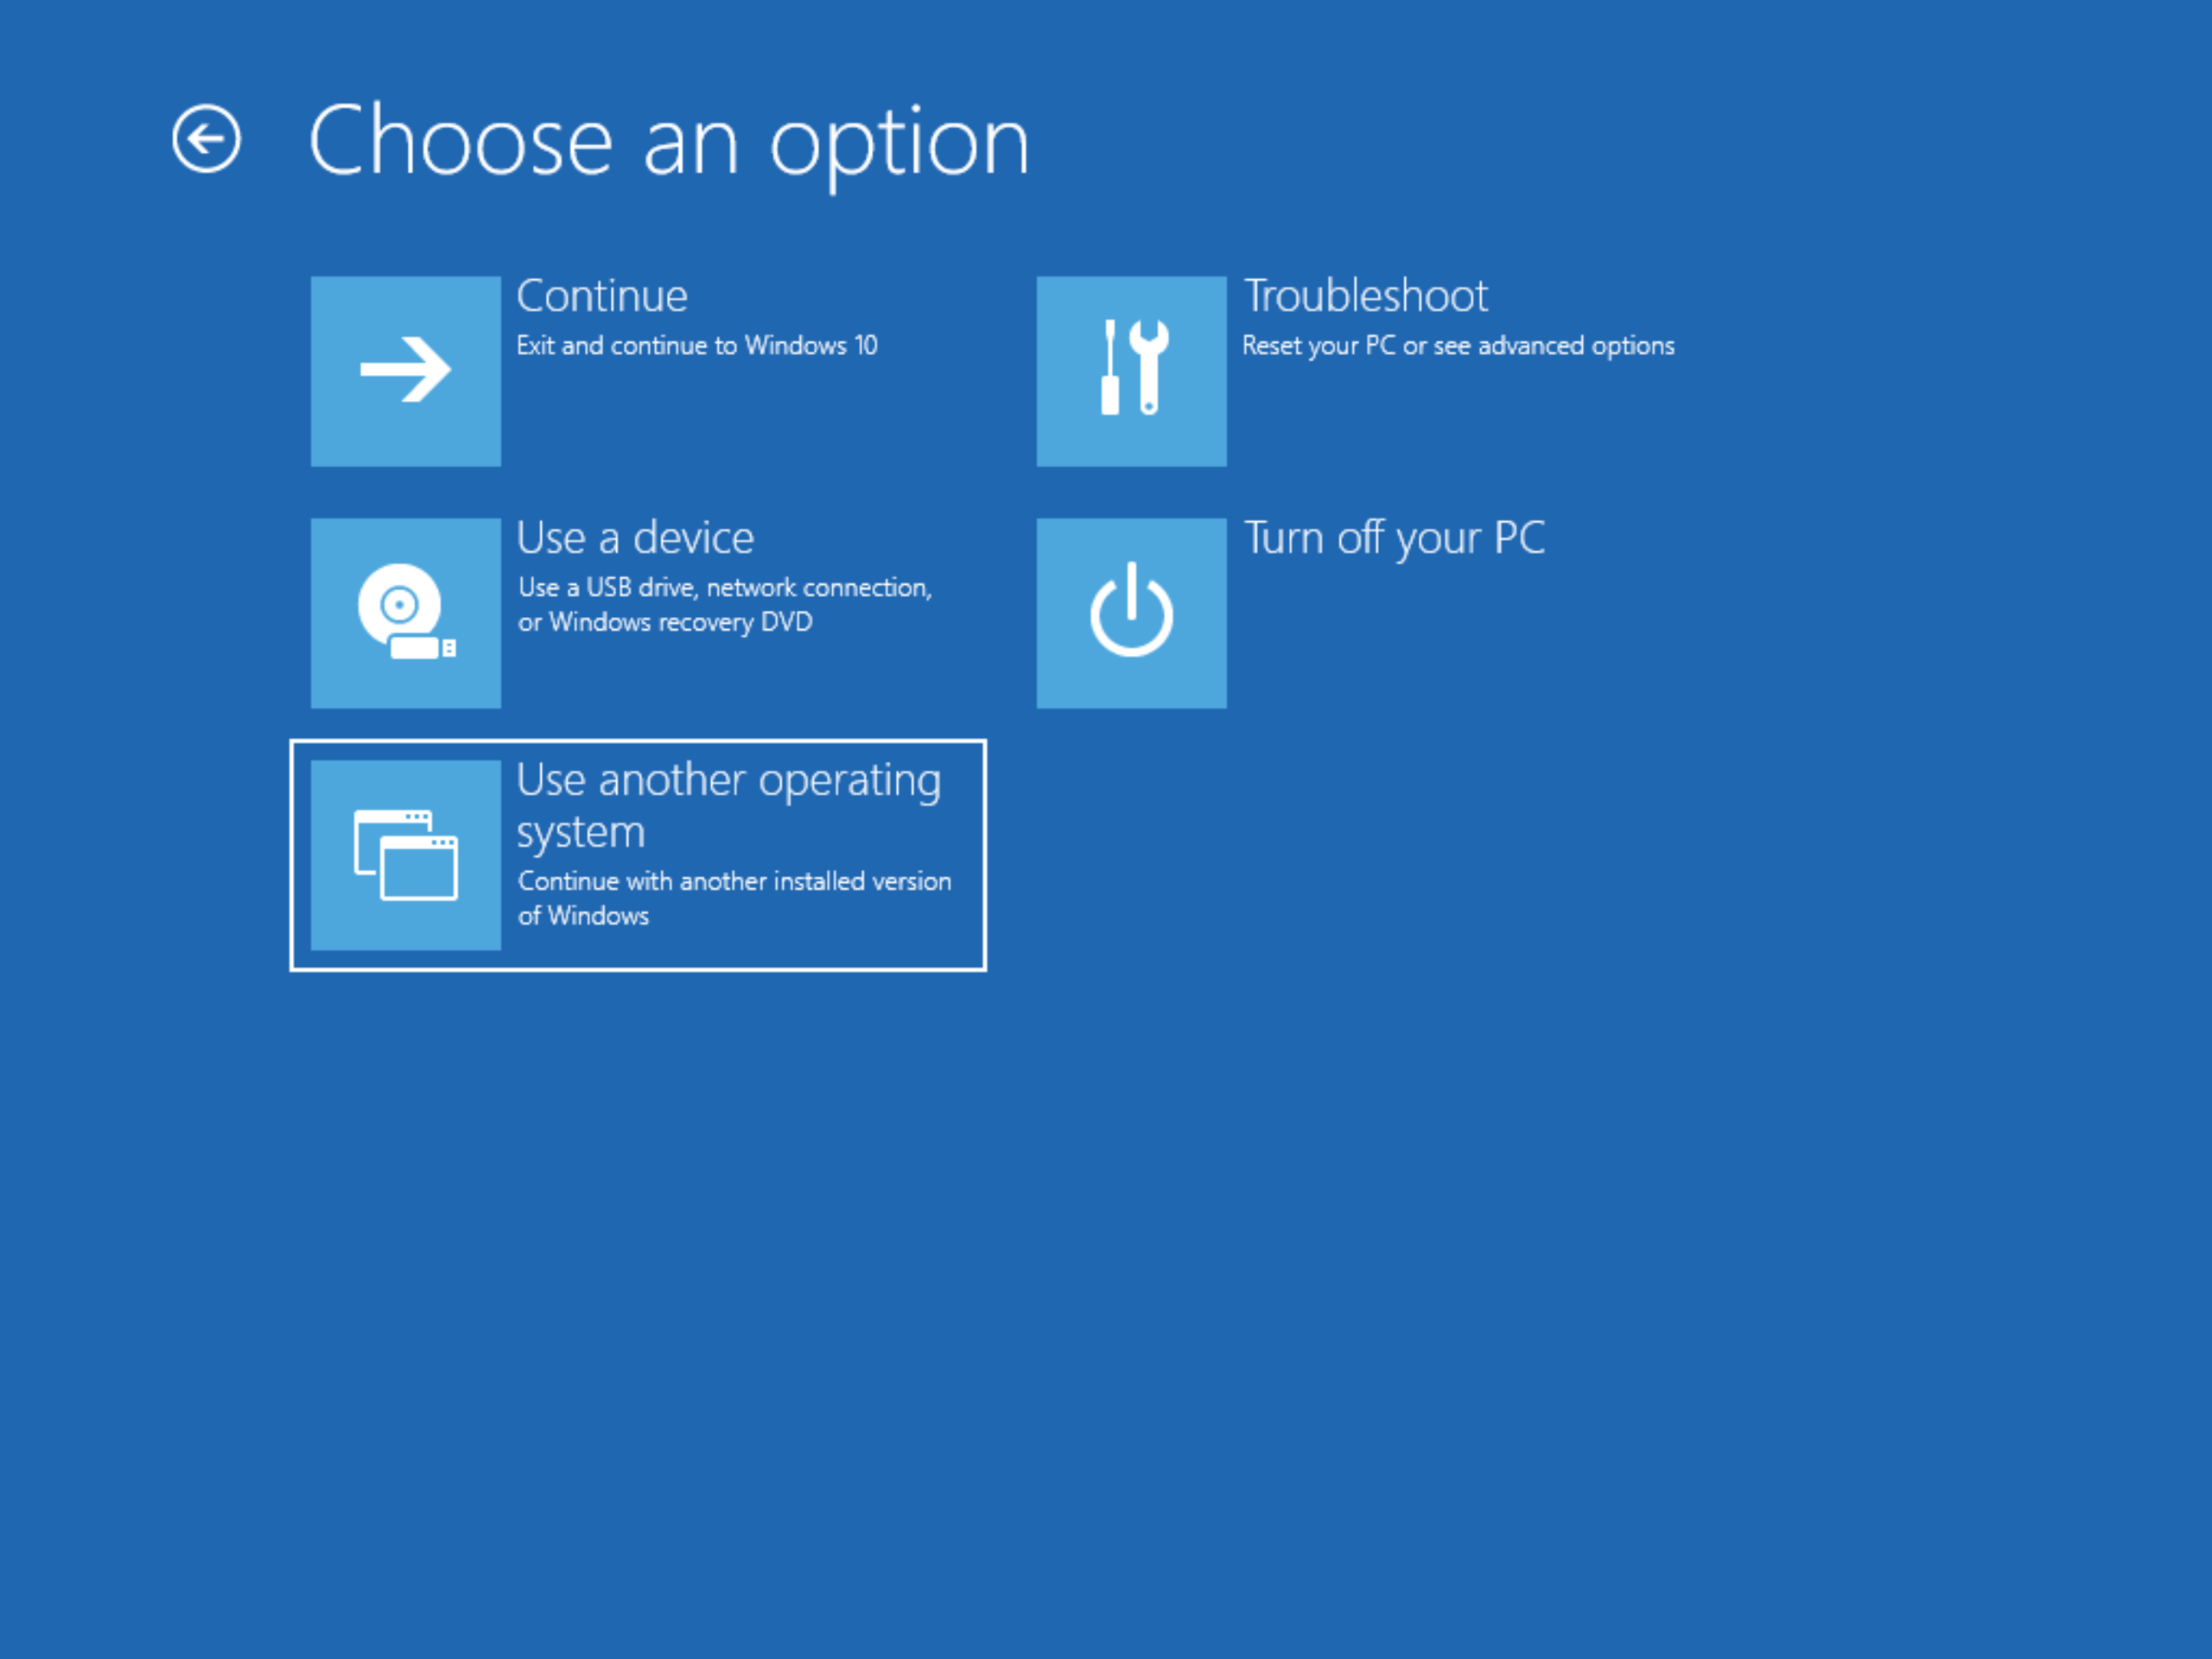 Choose an option
Continue
Exit and continue to Windows 10
Troubleshoot
Reset your PC or see advanced options
Use a device
Use a USB drive, network connection,
or Windows recovery DVD
Turn off your PC
Use another operating
system
Continue with another installed version
of Windows